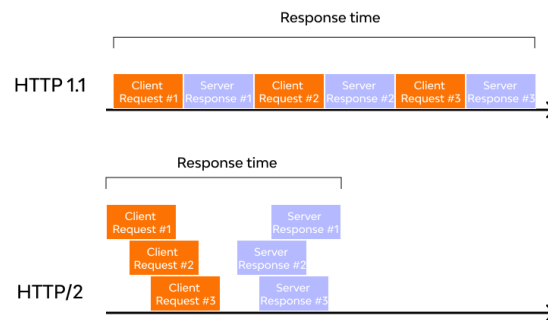 Response time
HTTP 1.1
Client
Request #1
Server
Response #1
Client
Request #2
Server
Response #2
Client
Request #3
Server
Response #3
Response time
Client
Request #1
Server
Response #1
Client
Request #2
Server
Response #2
HTTP/2
Client
Request #3
Server
Response #3